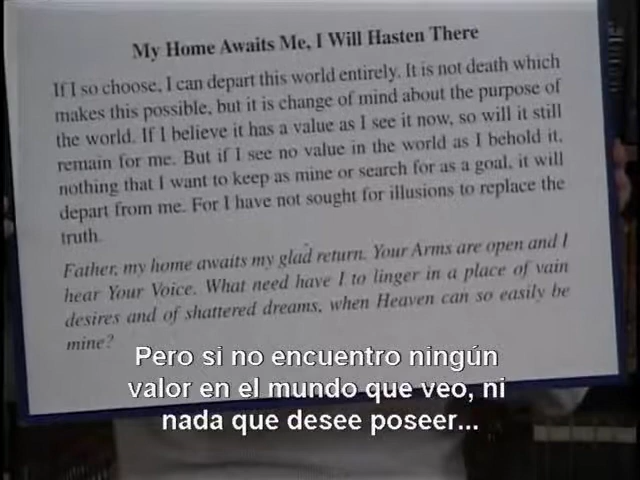 My Home Awaits Me, I Will Hasten There
If I so choose, I can depart this world entirely. It is not death which
makes this possible, but it is change of mind about the purpose of
the world. If I believe it has a value as I see it now, so will it still
remain for me. But if I see no value in the world as I behold it,
nothing that I want to keep as mine or search for as a goal, it will
depart from me. For I have not sought for illusions to replace the
truth.
Father, my home awaits my glad return. Your Arms are open and I
hear Your Voice. What need have I to linger in a place of vain
desires and of shattered dreams, when Heaven can so easily be
mine?
Pero si no encuentro ningún
valor en el mundo que veo, ni
nada que desee poseer...